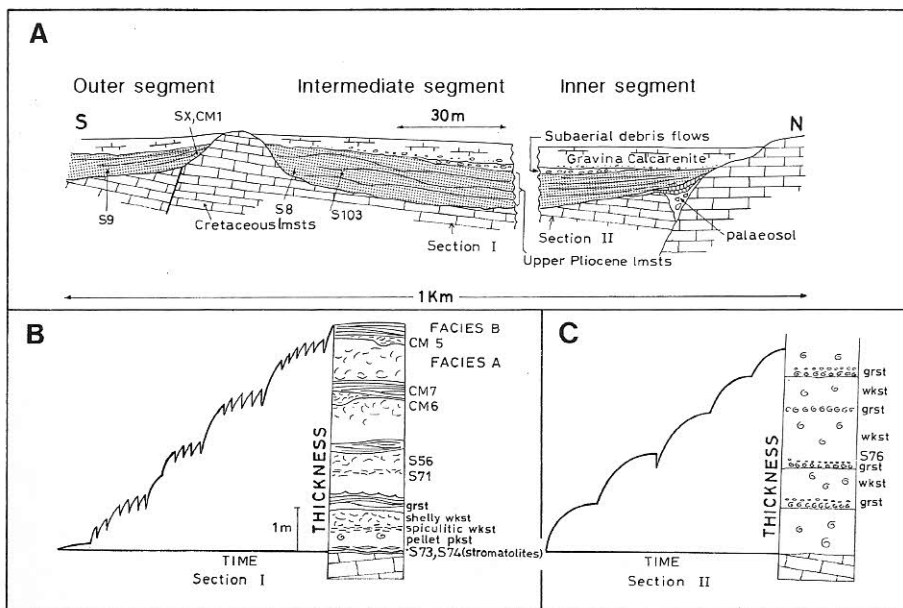 A
Outer segment
Intermediate segment
Inner segment
S
SX,CM1
30m
N
Subaerial debris flows
Gravina Calcarenite
S9
Cretaceous lmsts
S8
S103
Section I
Section II
palaeosol
Upper Pliocene lmsts
1Km
B
FACIES B
CM 5
FACIES A
CM7
CM6
S56
S71
grst
shelly wkst
spiculitic wkst
pellet pkst
S73,S74(stromatolites)
THICKNESS
1m
TIME
Section I
C
grst
wkst
grst
wkst
S76
grst
wkst
grst
THICKNESS
TIME
Section II